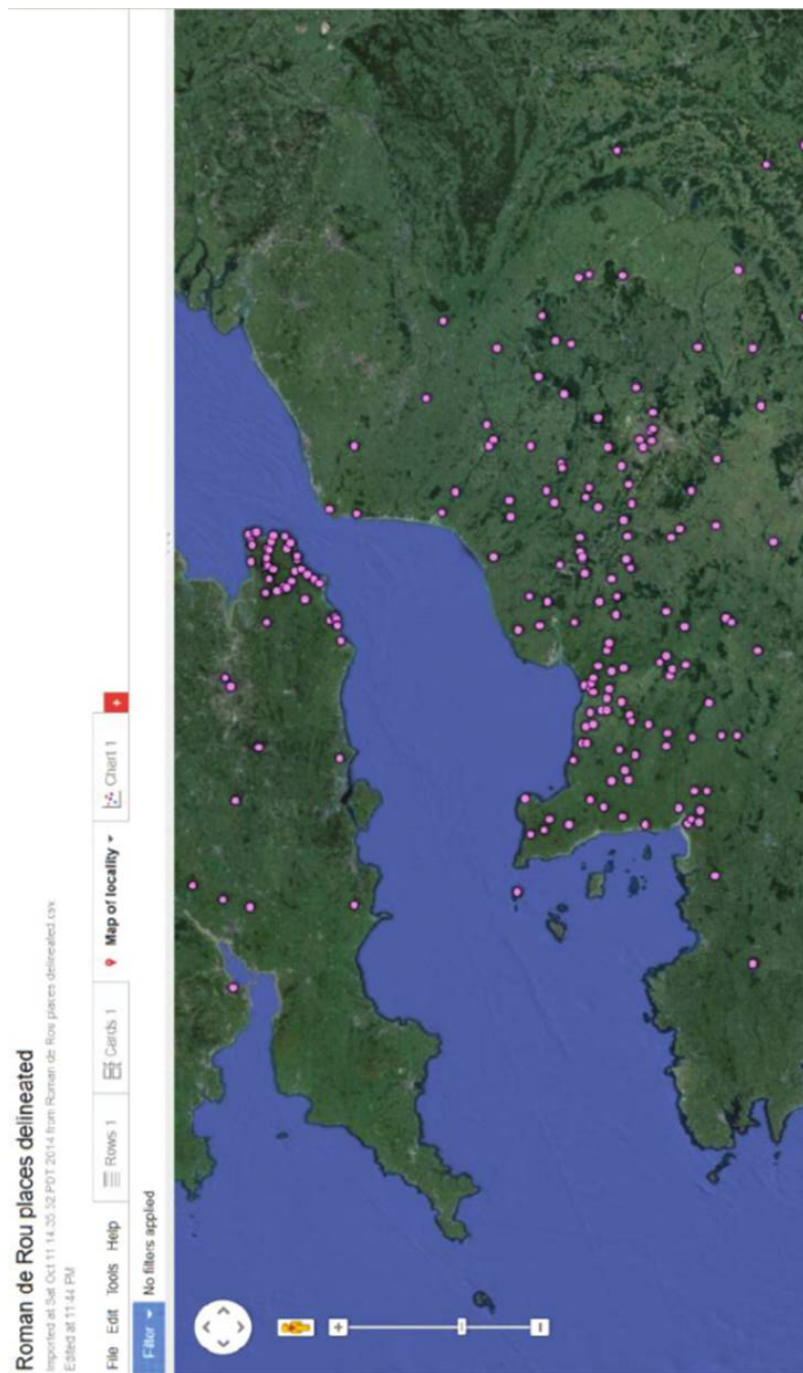 Roman de Rou places delineated
Imported at Sat Oct 11 14:35:32 PDT 2014 from Roman de Rou places delineated.csv.
Edited at 11:44 PM
File Edit Tools Help Rows 1 Cards 1 Map of locality Chart 1 +
Filter No filters applied
+
−